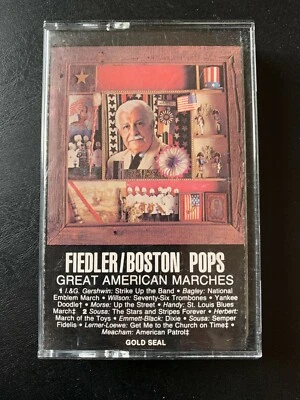 FIEDLER/BOSTON POPS
GREAT AMERICAN MARCHES
1 I.&G. Gershwin: Strike Up the Band • Bagley: National
Emblem March • Willson: Seventy-Six Trombones • Yankee
Doodle† • Morse: Up the Street • Handy: St. Louis Blues
March‡ 2 Sousa: The Stars and Stripes Forever • Herbert:
March of the Toys • Emmett-Black: Dixie • Sousa: Semper
Fidelis • Lerner-Loewe: Get Me to the Church on Time‡ •
Meacham: American Patrol‡
GOLD SEAL